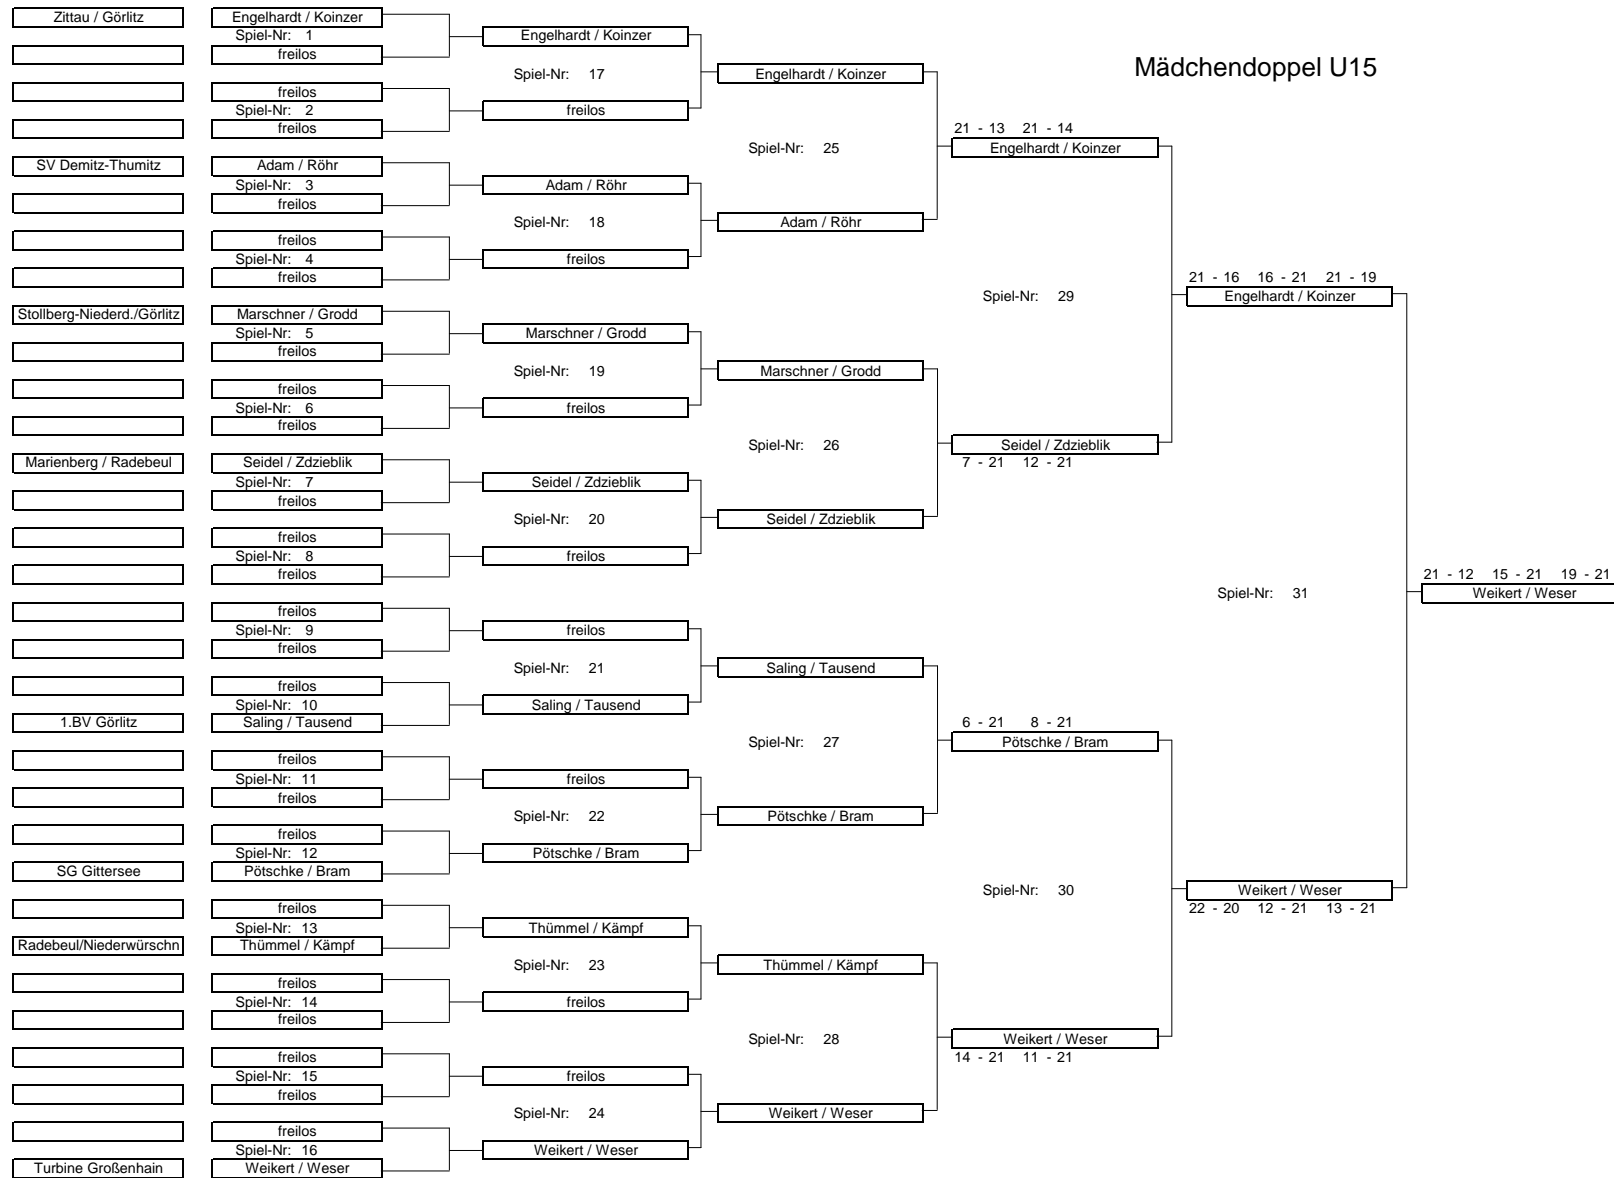 Mädchendoppel U15
Zittau / Görlitz
Engelhardt / Koinzer
Spiel-Nr: 1
freilos
Engelhardt / Koinzer
Spiel-Nr: 17
freilos
Spiel-Nr: 2
freilos
freilos
Engelhardt / Koinzer
SV Demitz-Thumitz
Adam / Röhr
Spiel-Nr: 3
freilos
Adam / Röhr
Spiel-Nr: 18
freilos
Spiel-Nr: 4
freilos
freilos
Adam / Röhr
Spiel-Nr: 25
21 - 13 21 - 14
Engelhardt / Koinzer
Stollberg-Niederd./Görlitz
Marschner / Grodd
Spiel-Nr: 5
freilos
Marschner / Grodd
Spiel-Nr: 19
freilos
Spiel-Nr: 6
freilos
freilos
Marschner / Grodd
Marienberg / Radebeul
Seidel / Zdzieblik
Spiel-Nr: 7
freilos
Seidel / Zdzieblik
Spiel-Nr: 20
freilos
Spiel-Nr: 8
freilos
freilos
Seidel / Zdzieblik
Spiel-Nr: 26
Seidel / Zdzieblik
7 - 21 12 - 21
Spiel-Nr: 29
21 - 16 16 - 21 21 - 19
Engelhardt / Koinzer
freilos
Spiel-Nr: 9
freilos
freilos
Spiel-Nr: 21
freilos
Spiel-Nr: 10
1.BV Görlitz
Saling / Tausend
Saling / Tausend
Saling / Tausend
freilos
Spiel-Nr: 11
freilos
freilos
Spiel-Nr: 22
freilos
Spiel-Nr: 12
SG Gittersee
Pötschke / Bram
Pötschke / Bram
Pötschke / Bram
Spiel-Nr: 27
6 - 21 8 - 21
Pötschke / Bram
freilos
Spiel-Nr: 13
Radebeul/Niederwürschn
Thümmel / Kämpf
Thümmel / Kämpf
Spiel-Nr: 23
freilos
Spiel-Nr: 14
freilos
freilos
Thümmel / Kämpf
freilos
Spiel-Nr: 15
freilos
freilos
Spiel-Nr: 24
freilos
Spiel-Nr: 16
Turbine Großenhain
Weikert / Weser
Weikert / Weser
Weikert / Weser
Spiel-Nr: 28
Weikert / Weser
14 - 21 11 - 21
Spiel-Nr: 30
Weikert / Weser
22 - 20 12 - 21 13 - 21
Spiel-Nr: 31
21 - 12 15 - 21 19 - 21
Weikert / Weser